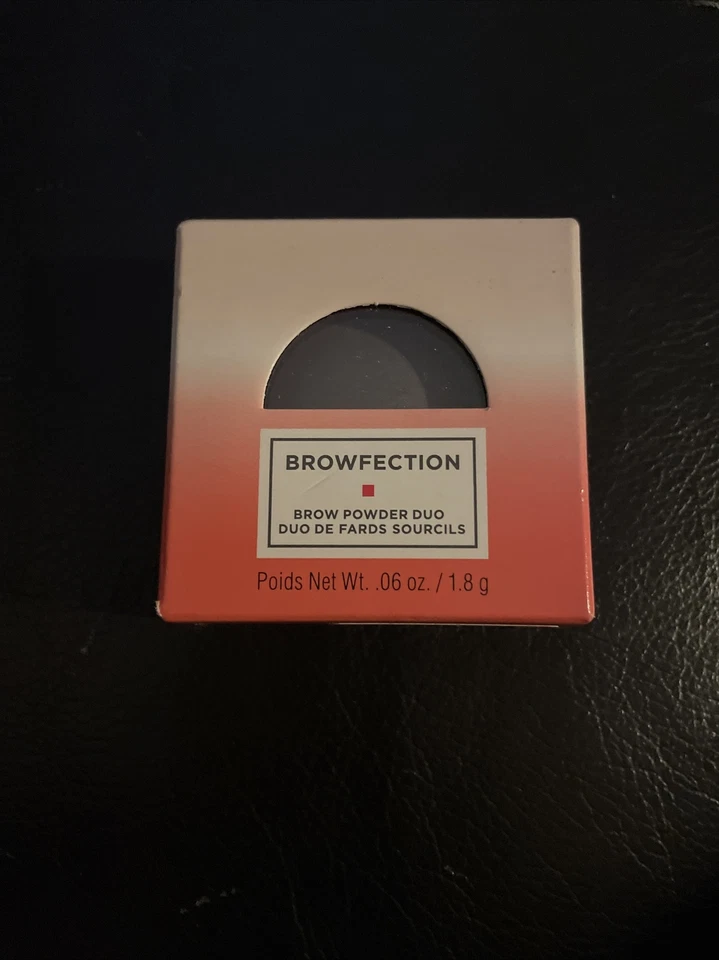 BROWFECTION
BROW POWDER DUO
DUO DE FARDS SOURCILS
Poids Net Wt. .06 oz. / 1.8 g